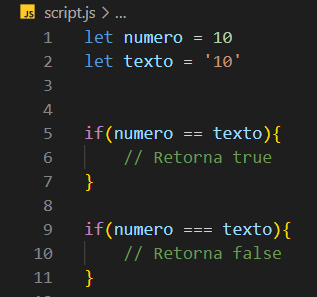 JS script.js > ...
1 let numero = 10
2 let texto = '10'
3
4
5 if(numero == texto){
6 // Retorna true
7 }
8
9 if(numero === texto){
10 // Retorna false
11 }